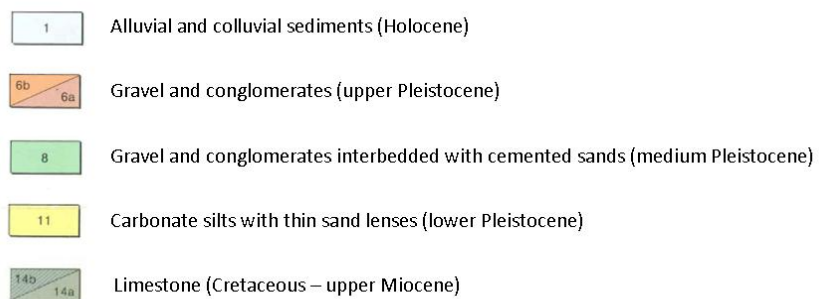 1 Alluvial and colluvial sediments (Holocene)
6b 6a Gravel and conglomerates (upper Pleistocene)
8 Gravel and conglomerates interbedded with cemented sands (medium Pleistocene)
11 Carbonate silts with thin sand lenses (lower Pleistocene)
14b 14a Limestone (Cretaceous – upper Miocene)